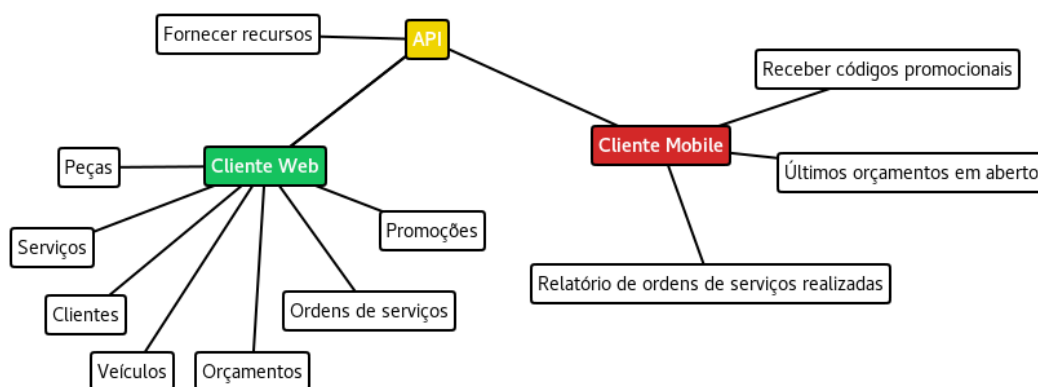 Fornecer recursos
API
Receber códigos promocionais
Cliente Mobile
Últimos orçamentos em aberto
Relatório de ordens de serviços realizadas
Cliente Web
Peças
Serviços
Clientes
Veículos
Orçamentos
Ordens de serviços
Promoções